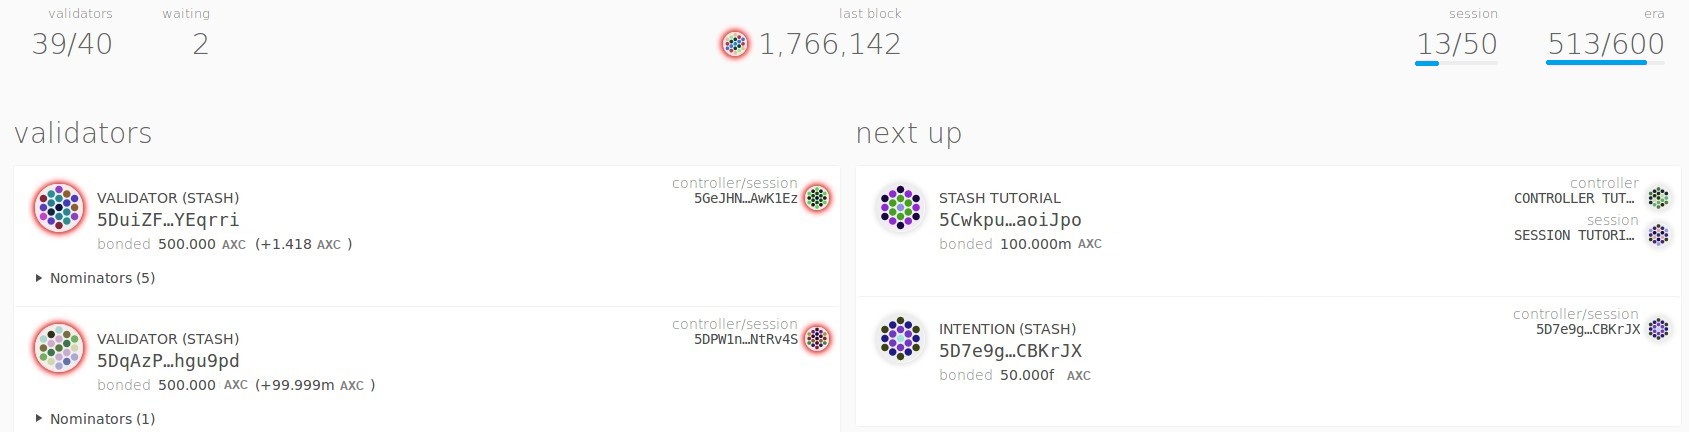 validators
39/40
waiting
2
last block
1,766,142
session
13/50
era
513/600
validators
VALIDATOR (STASH)
5DuiZF…YEqrri
bonded 500.000 AXC (+1.418 AXC )
Nominators (5)
controller/session
5GeJHN…AwK1Ez
VALIDATOR (STASH)
5DqAzP…hgu9pd
bonded 500.000 AXC (+99.999m AXC )
Nominators (1)
controller/session
5DPW1n…NtRv4S
next up
STASH TUTORIAL
5Cwkpu…aoiJpo
bonded 100.000m AXC
controller
CONTROLLER TUT…
session
SESSION TUTORI…
INTENTION (STASH)
5D7e9g…CBKrJX
bonded 50.000f AXC
controller/session
5D7e9g…CBKrJX